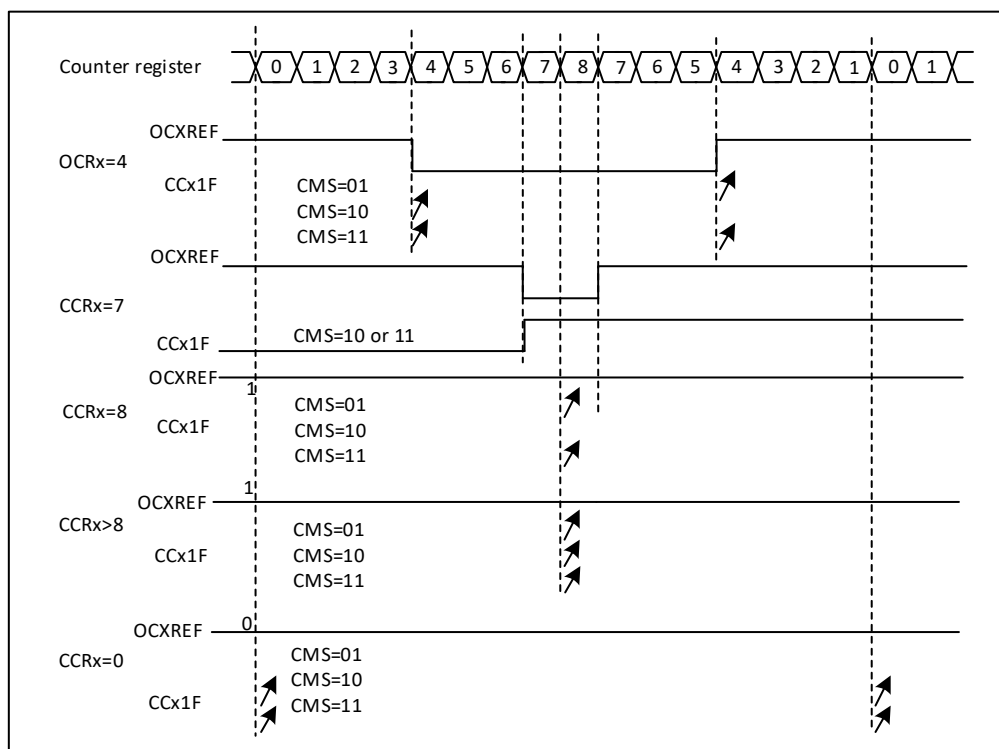 Counter register 0 1 2 3 4 5 6 7 8 7 6 5 4 3 2 1 0 1
OCXREF
OCRx=4
CCx1F
CMS=01
CMS=10
CMS=11
OCXREF
CCRx=7
CCx1F
CMS=10 or 11
OCXREF
1
CCRx=8
CCx1F
CMS=01
CMS=10
CMS=11
OCXREF
1
CCRx>8
CCx1F
CMS=01
CMS=10
CMS=11
OCXREF
0
CCRx=0
CCx1F
CMS=01
CMS=10
CMS=11